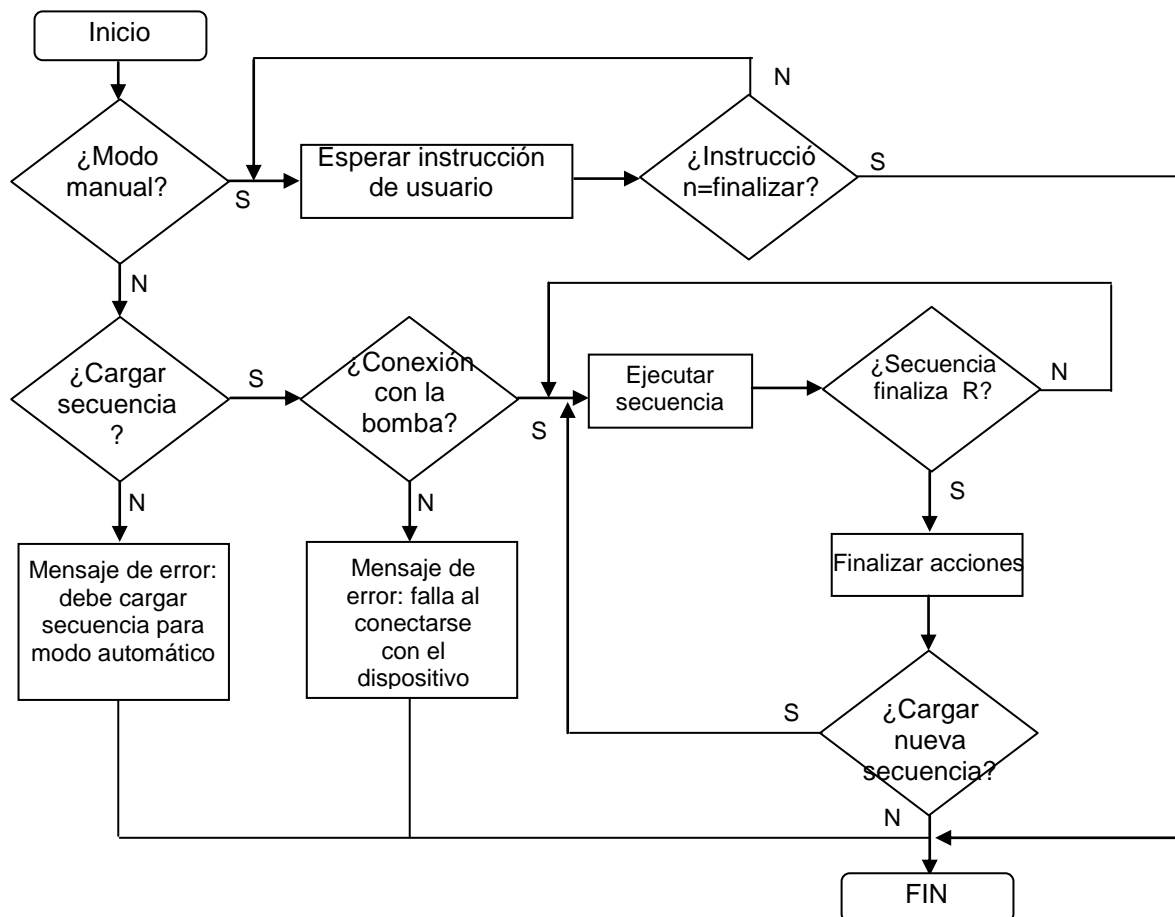 Inicio
N
¿Modo
manual?
S
Esperar instrucción
de usuario
¿Instrucció
n=finalizar?
S
N
¿Cargar
secuencia
?
S
¿Conexión
con la
bomba?
S
Ejecutar
secuencia
¿Secuencia
finaliza R?
N
N
N
S
Mensaje de error:
debe cargar
secuencia para
modo automático
Mensaje de
error: falla al
conectarse
con el
dispositivo
Finalizar acciones
S
¿Cargar
nueva
secuencia?
N
FIN